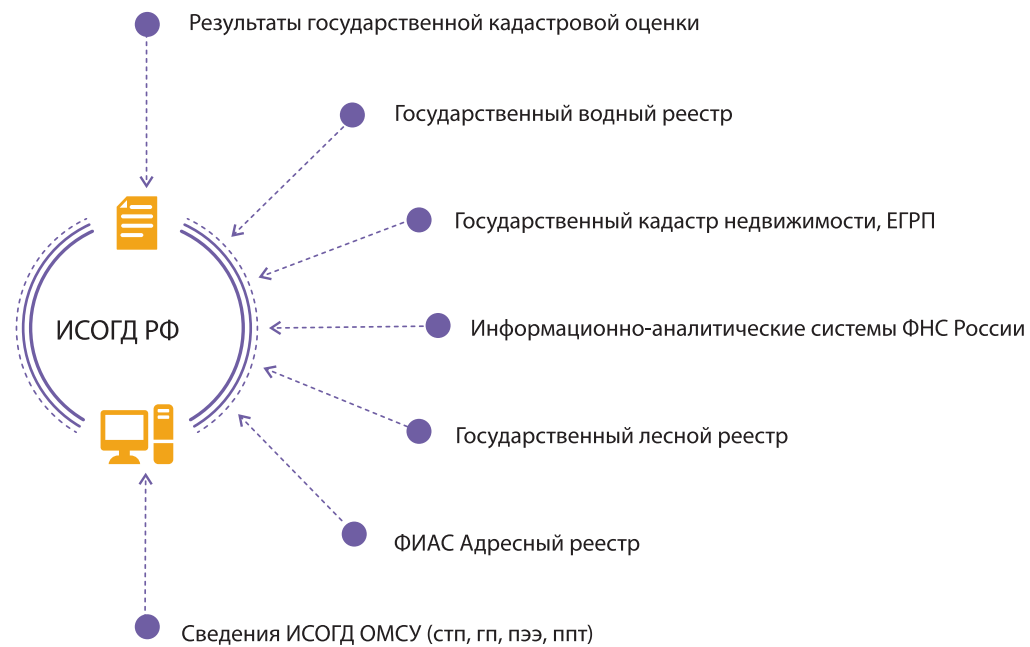 Результаты государственной кадастровой оценки
Государственный водный реестр
Государственный кадастр недвижимости, ЕГРП
ИСОГД РФ
Информационно-аналитические системы ФНС России
Государственный лесной реестр
ФИАС Адресный реестр
Сведения ИСОГД ОМСУ (стп, гп, пээ, ппт)